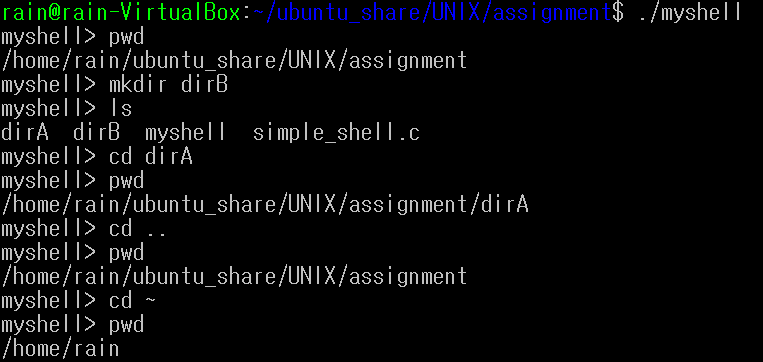 rain@rain-VirtualBox:~/ubuntu_share/UNIX/assignment$ ./myshell
myshell> pwd
/home/rain/ubuntu_share/UNIX/assignment
myshell> mkdir dirB
myshell> ls
dirA  dirB  myshell  simple_shell.c
myshell> cd dirA
myshell> pwd
/home/rain/ubuntu_share/UNIX/assignment/dirA
myshell> cd ..
myshell> pwd
/home/rain/ubuntu_share/UNIX/assignment
myshell> cd ~
myshell> pwd
/home/rain